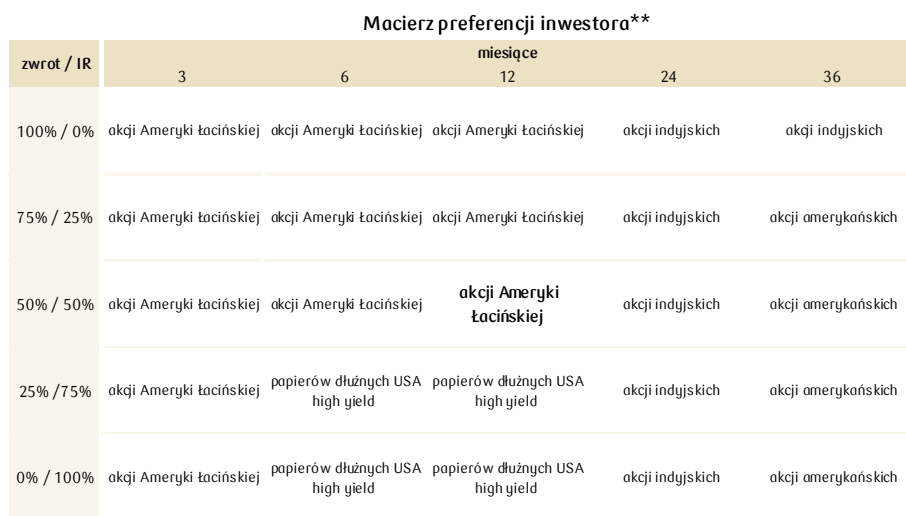 Macierz preferencji inwestora**
zwrot / IR
miesiące
3 6 12 24 36
100% / 0% akcji Ameryki Łacińskiej akcji Ameryki Łacińskiej akcji Ameryki Łacińskiej akcji indyjskich akcji indyjskich
75% / 25% akcji Ameryki Łacińskiej akcji Ameryki Łacińskiej akcji Ameryki Łacińskiej akcji indyjskich akcji amerykańskich
50% / 50% akcji Ameryki Łacińskiej akcji Ameryki Łacińskiej akcji Ameryki
Łacińskiej akcji indyjskich akcji amerykańskich
25% /75% akcji Ameryki Łacińskiej papierów dłużnych USA
high yield papierów dłużnych USA
high yield akcji indyjskich akcji amerykańskich
0% / 100% akcji Ameryki Łacińskiej papierów dłużnych USA
high yield papierów dłużnych USA
high yield akcji indyjskich akcji amerykańskich